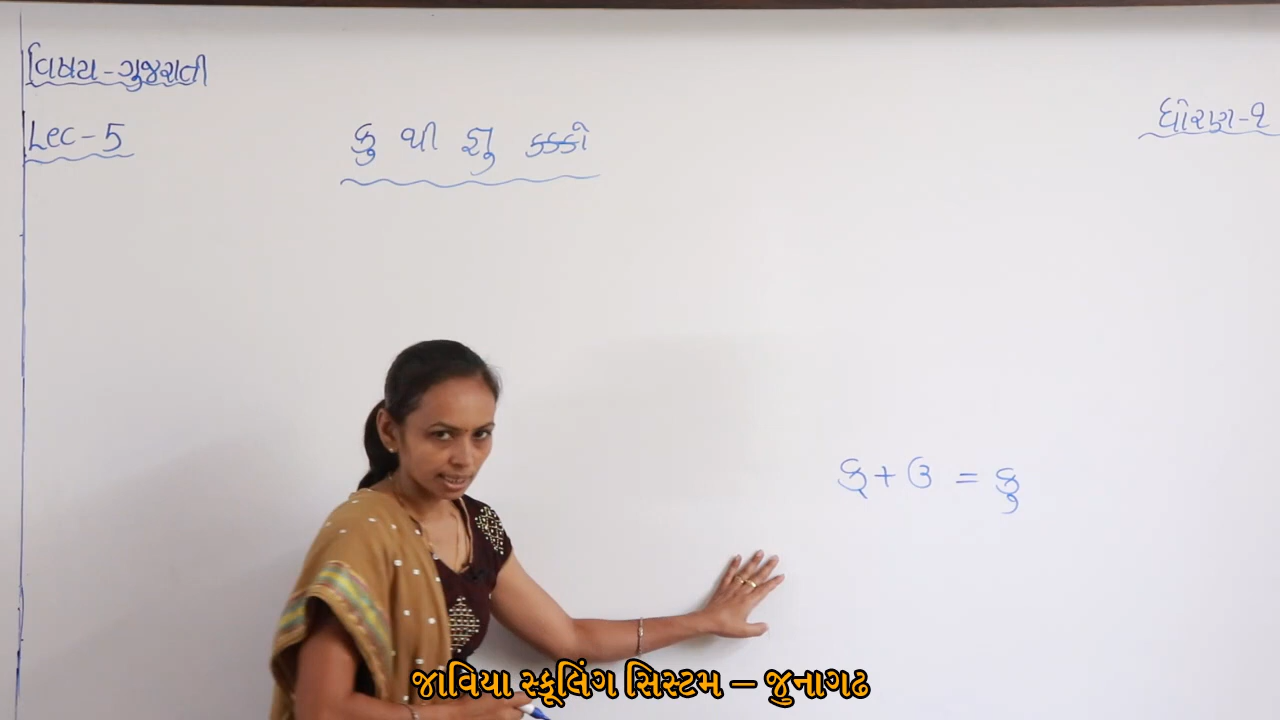 વિષય - ગુજરાતી
ધોરણ - ૧
Lec - 5
કુ થી જ્ઞુ કક્કો
ક્ + ઉ = કુ
જાવિયા સ્કૂલિંગ સિસ્ટમ – જુનાગઢ